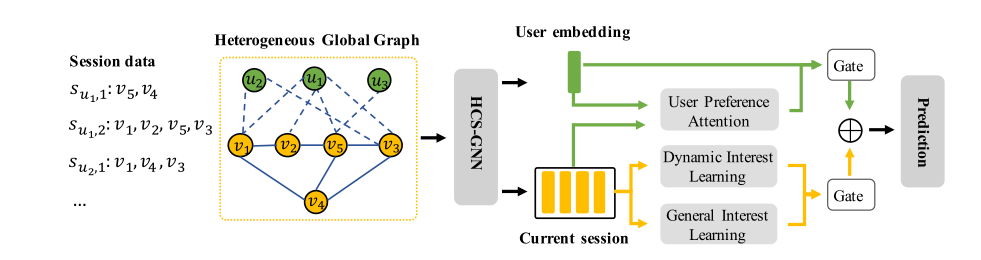 Session data
s_{u_1,1}: v_5, v_4
s_{u_1,2}: v_1, v_2, v_5, v_3
s_{u_2,1}: v_1, v_4, v_3
...
Heterogeneous Global Graph
u_2
u_1
u_3
v_1
v_2
v_5
v_3
v_4
HCS-GNN
User embedding
Current session
User Preference
Attention
Dynamic Interest
Learning
General Interest
Learning
Gate
Gate
Prediction